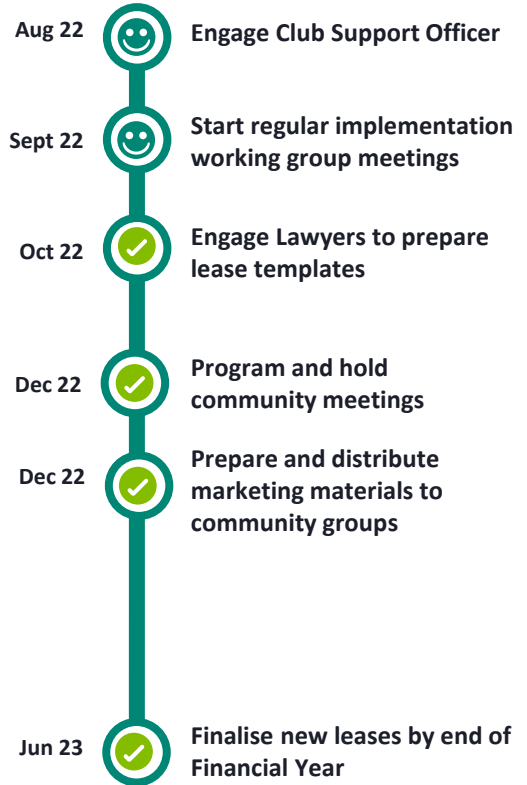 Aug 22
Engage Club Support Officer
Sept 22
Start regular implementation
working group meetings
Oct 22
Engage Lawyers to prepare
lease templates
Dec 22
Program and hold
community meetings
Dec 22
Prepare and distribute
marketing materials to
community groups
Jun 23
Finalise new leases by end of
Financial Year